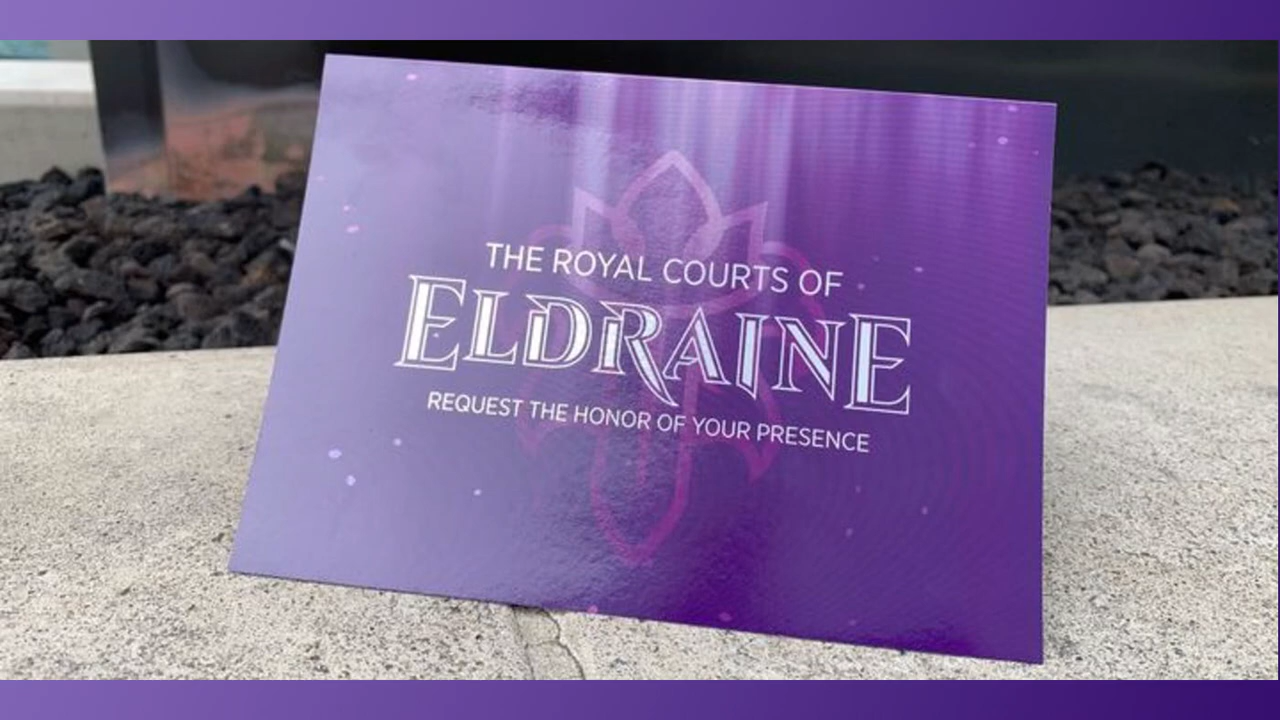 THE ROYAL COURTS OF
ELDRAINE
REQUEST THE HONOR OF YOUR PRESENCE